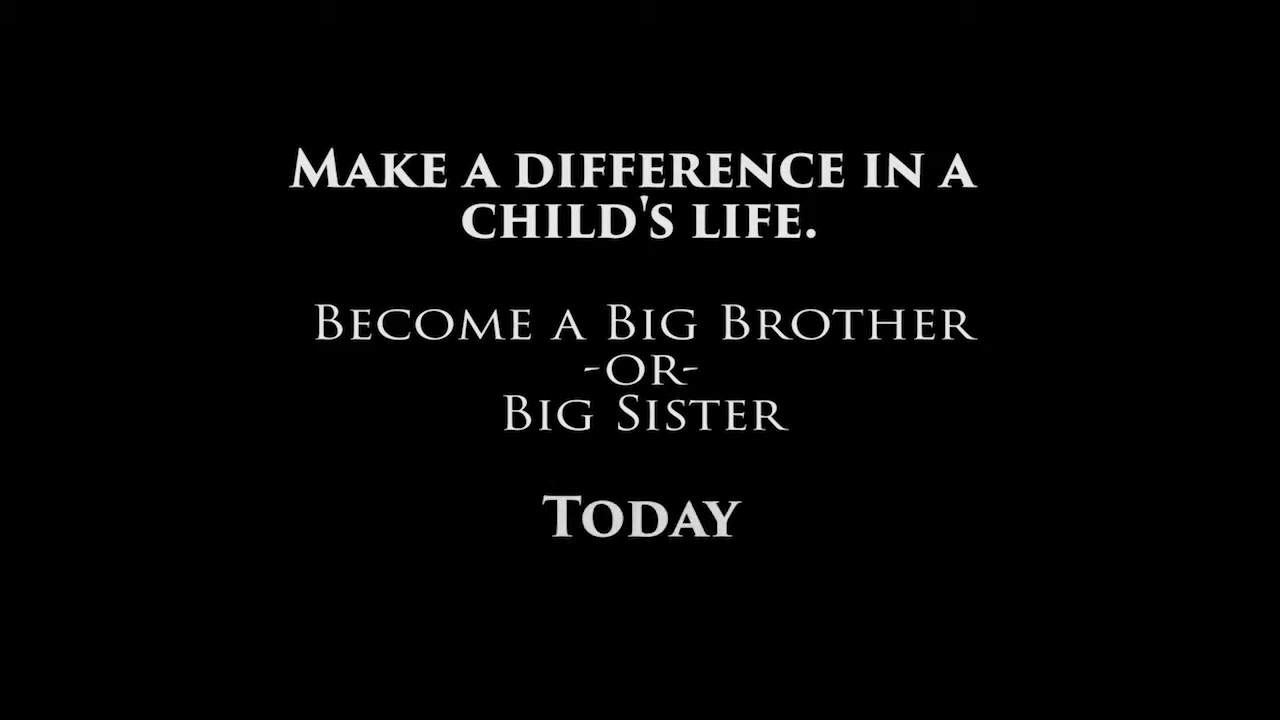 Make a difference in a
child's life.
Become a Big Brother
-or-
Big Sister
Today